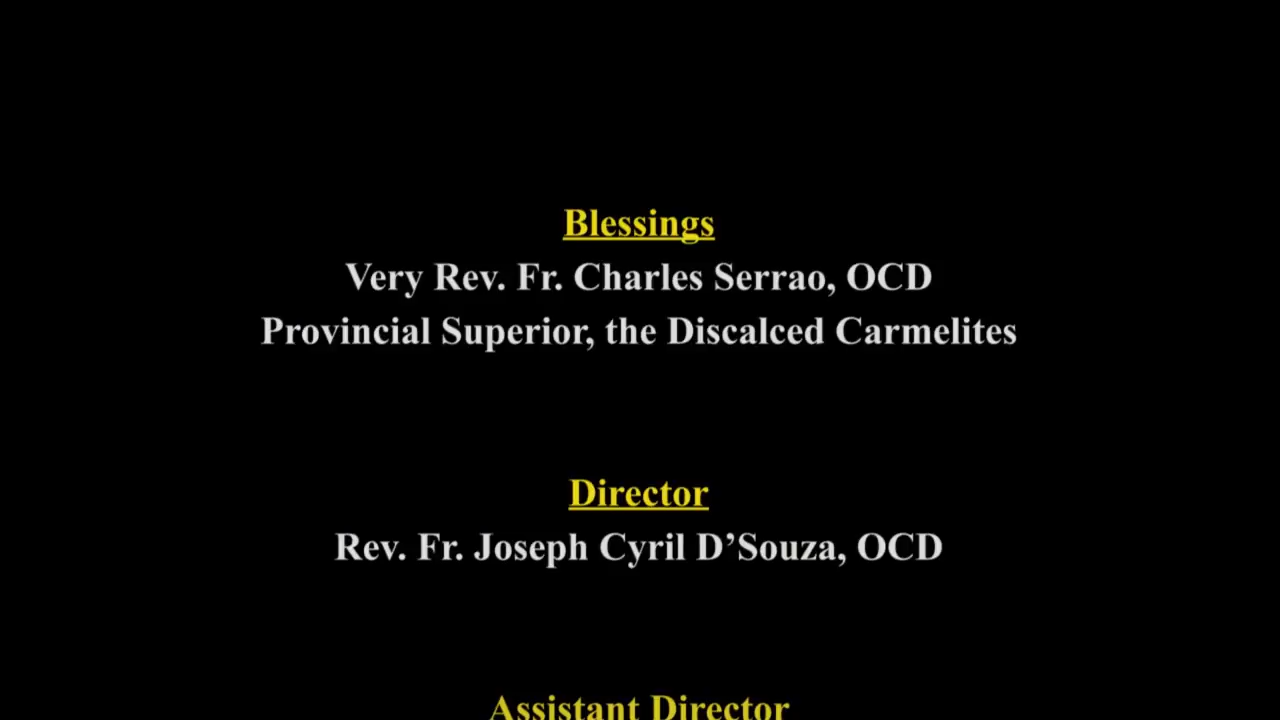 Blessings
Very Rev. Fr. Charles Serrao, OCD
Provincial Superior, the Discalced Carmelites
Director
Rev. Fr. Joseph Cyril D’Souza, OCD
Assistant Director